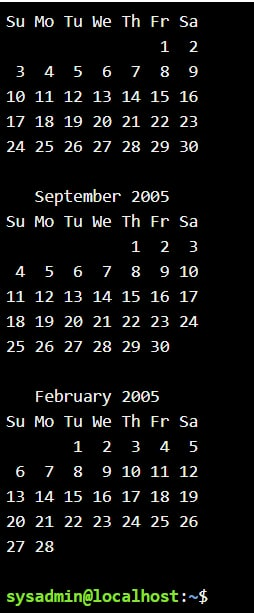 Su Mo Tu We Th Fr Sa
                1  2
 3  4  5  6  7  8  9
10 11 12 13 14 15 16
17 18 19 20 21 22 23
24 25 26 27 28 29 30

   September 2005
Su Mo Tu We Th Fr Sa
             1  2  3
 4  5  6  7  8  9 10
11 12 13 14 15 16 17
18 19 20 21 22 23 24
25 26 27 28 29 30

   February 2005
Su Mo Tu We Th Fr Sa
       1  2  3  4  5
 6  7  8  9 10 11 12
13 14 15 16 17 18 19
20 21 22 23 24 25 26
27 28

sysadmin@localhost:~$